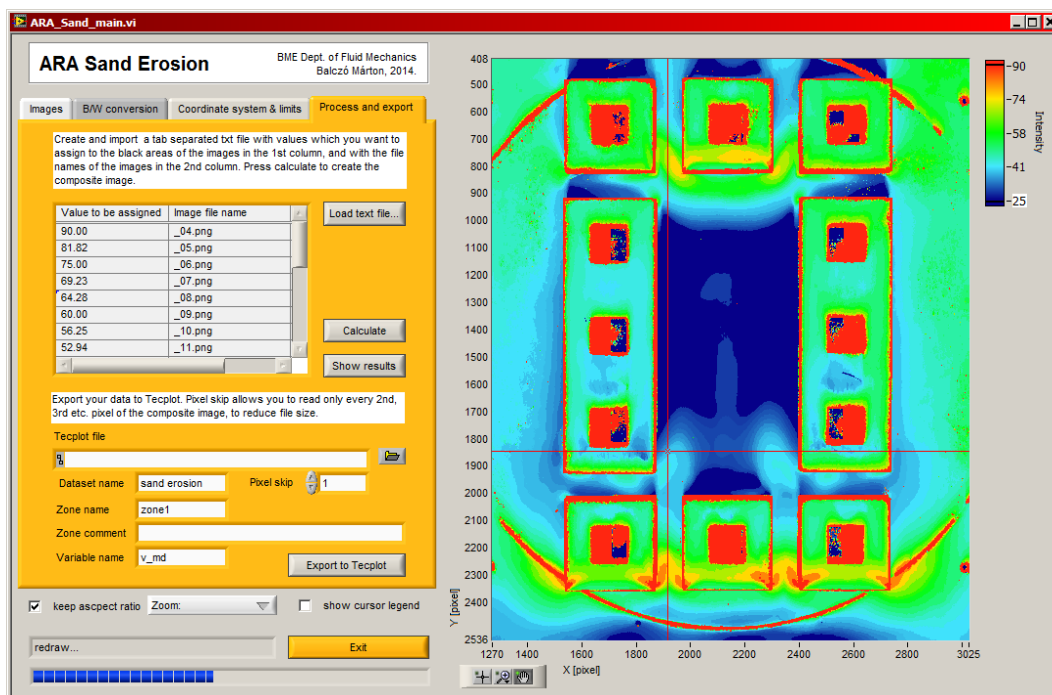 ARA_Sand_main.vi
ARA Sand Erosion
BME Dept. of Fluid Mechanics
Balczó Márton, 2014.
Images
B/W conversion
Coordinate system & limits
Process and export
Create and import a tab separated txt file with values which you want to
assign to the black areas of the images in the 1st column, and with the file
names of the images in the 2nd column. Press calculate to create the
composite image.
Value to be assigned Image file name
90.00 _04.png
81.82 _05.png
75.00 _06.png
69.23 _07.png
64.28 _08.png
60.00 _09.png
56.25 _10.png
52.94 _11.png
Load text file...
Calculate
Show results
Export your data to Tecplot. Pixel skip allows you to read only every 2nd,
3rd etc. pixel of the composite image, to reduce file size.
Tecplot file
Dataset name sand erosion Pixel skip 1
Zone name zone1
Zone comment
Variable name v_md
Export to Tecplot
keep ascpect ratio Zoom: show cursor legend
redraw...
Exit
408
500
600
700
800
900
1000
1100
1200
1300
1400
1500
1600
1700
1800
1900
2000
2100
2200
2300
2400
2536
Y [pixel]
1270 1400 1600 1800 2000 2200 2400 2600 2800 3025
X [pixel]
90
74
58
41
25
Intensity